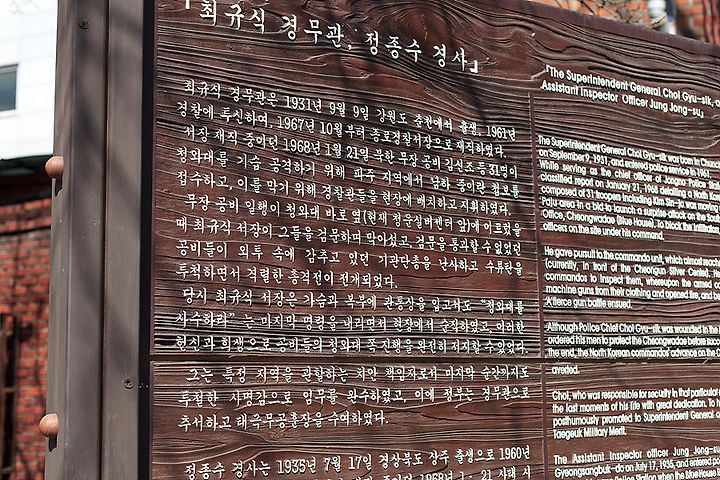 『최규식 경무관, 정종수 경사』
최규식 경무관은 1931년 9월 9일 강원도 춘천에서 출생, 1961년
경찰에 투신하여, 1967년 10월부터 종로경찰서장으로 재직하였다.
서장 재직 중이던 1968년 1월 21일 북한 무장 공비 김신조 등 31명이
청와대를 기습 공격하기 위해 파주 지역에서 남하 중이란 첩보를
접수하고, 이를 막기 위해 경찰관들을 현장에 배치하고 지휘하였다.
무장 공비 일행이 청와대 바로 옆(현재 청운실버센터 앞)에 이르렀을
때 최규식 서장이 그들을 검문하며 막아섰고, 검문을 통과할 수 없었던
공비들이 외투 속에 감추고 있던 기관단총을 난사하고 수류탄을
투척하면서 격렬한 총격전이 전개되었다.
당시 최규식 서장은 가슴과 복부에 관통상을 입고서도 "청와대를
사수하라"는 마지막 명령을 내리면서 현장에서 순직하였고, 이러한
헌신과 희생으로 공비들의 청와대 쪽 진행을 완전히 저지할 수 있었다.
그는 특정 지역을 관할하는 치안 책임자로서 마지막 순간까지도
투철한 사명감으로 임무를 완수하였고, 이에 정부는 경무관으로
추서하고 태극무공훈장을 수여하였다.
정종수 경사는 1935년 7월 17일 경상북도 상주 출생으로 1960년
1968년 1·21 사태 시
『The Superintendent General Choi Gyu-sik,
Assistant Inspector Officer Jung Jong-su』
The Superintendent General Choi Gyu-sik was born in
on September 9, 1931, and entered police service in 1961.
While serving as the chief officer of Jongno Police
classified report on January 21, 1968 detailing a North
composed of 31 troopers including Kim Sin-jo was
Paju area in a bid to launch a surprise attack on the
Office, Cheongwadae (Blue House). To block the
officers on the site under his command.
He gave pursuit to the commando unit, which almost
(currently, in front of the Cheongun Silver Center). He
commandos to inspect them, whereupon the armed
machine guns from their clothing and opened fire, and
A fierce gun battle ensued.
Although Police Chief Choi Gyu-sik was wounded in the
ordered his men to protect the Cheongwadae before
the end, the North Korean commandos' advance on the
averted.
Choi, who was responsible for security in that particular
the last moments of his life with great dedication. To
posthumously promoted to Superintendent General
Taegeuk Military Merit.
The Assistant Inspector Officer Jung Jong-su
Gyeongsangbuk-do on July 17, 1935, and entered
Police Station when the Blue House